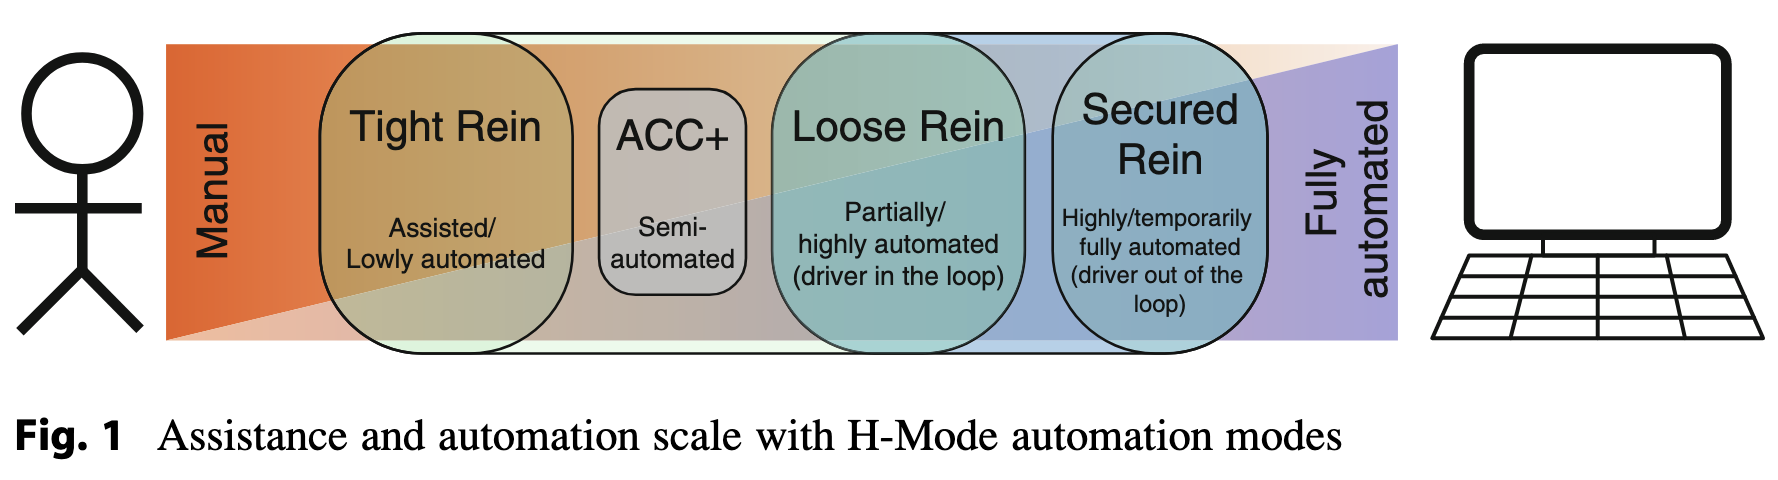 Manual
Tight Rein
Assisted/
Lowly automated
ACC+
Semi-
automated
Loose Rein
Partially/
highly automated
(driver in the loop)
Secured
Rein
Highly/temporarily
fully automated
(driver out of the
loop)
Fully
automated
Fig. 1 Assistance and automation scale with H-Mode automation modes